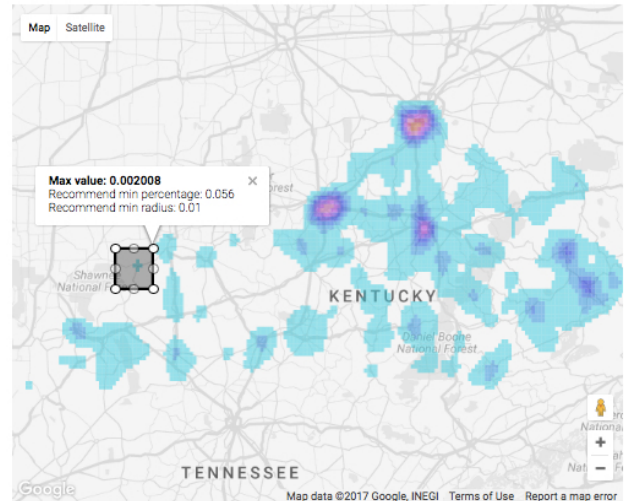 Map Satellite
Max value: 0.002008
Recommend min percentage: 0.056
Recommend min radius: 0.01
National
KENTUCKY
Daniel Boone
National Forest
TENNESSEE
Google
Map data ©2017 Google, INEGI Terms of Use Report a map error